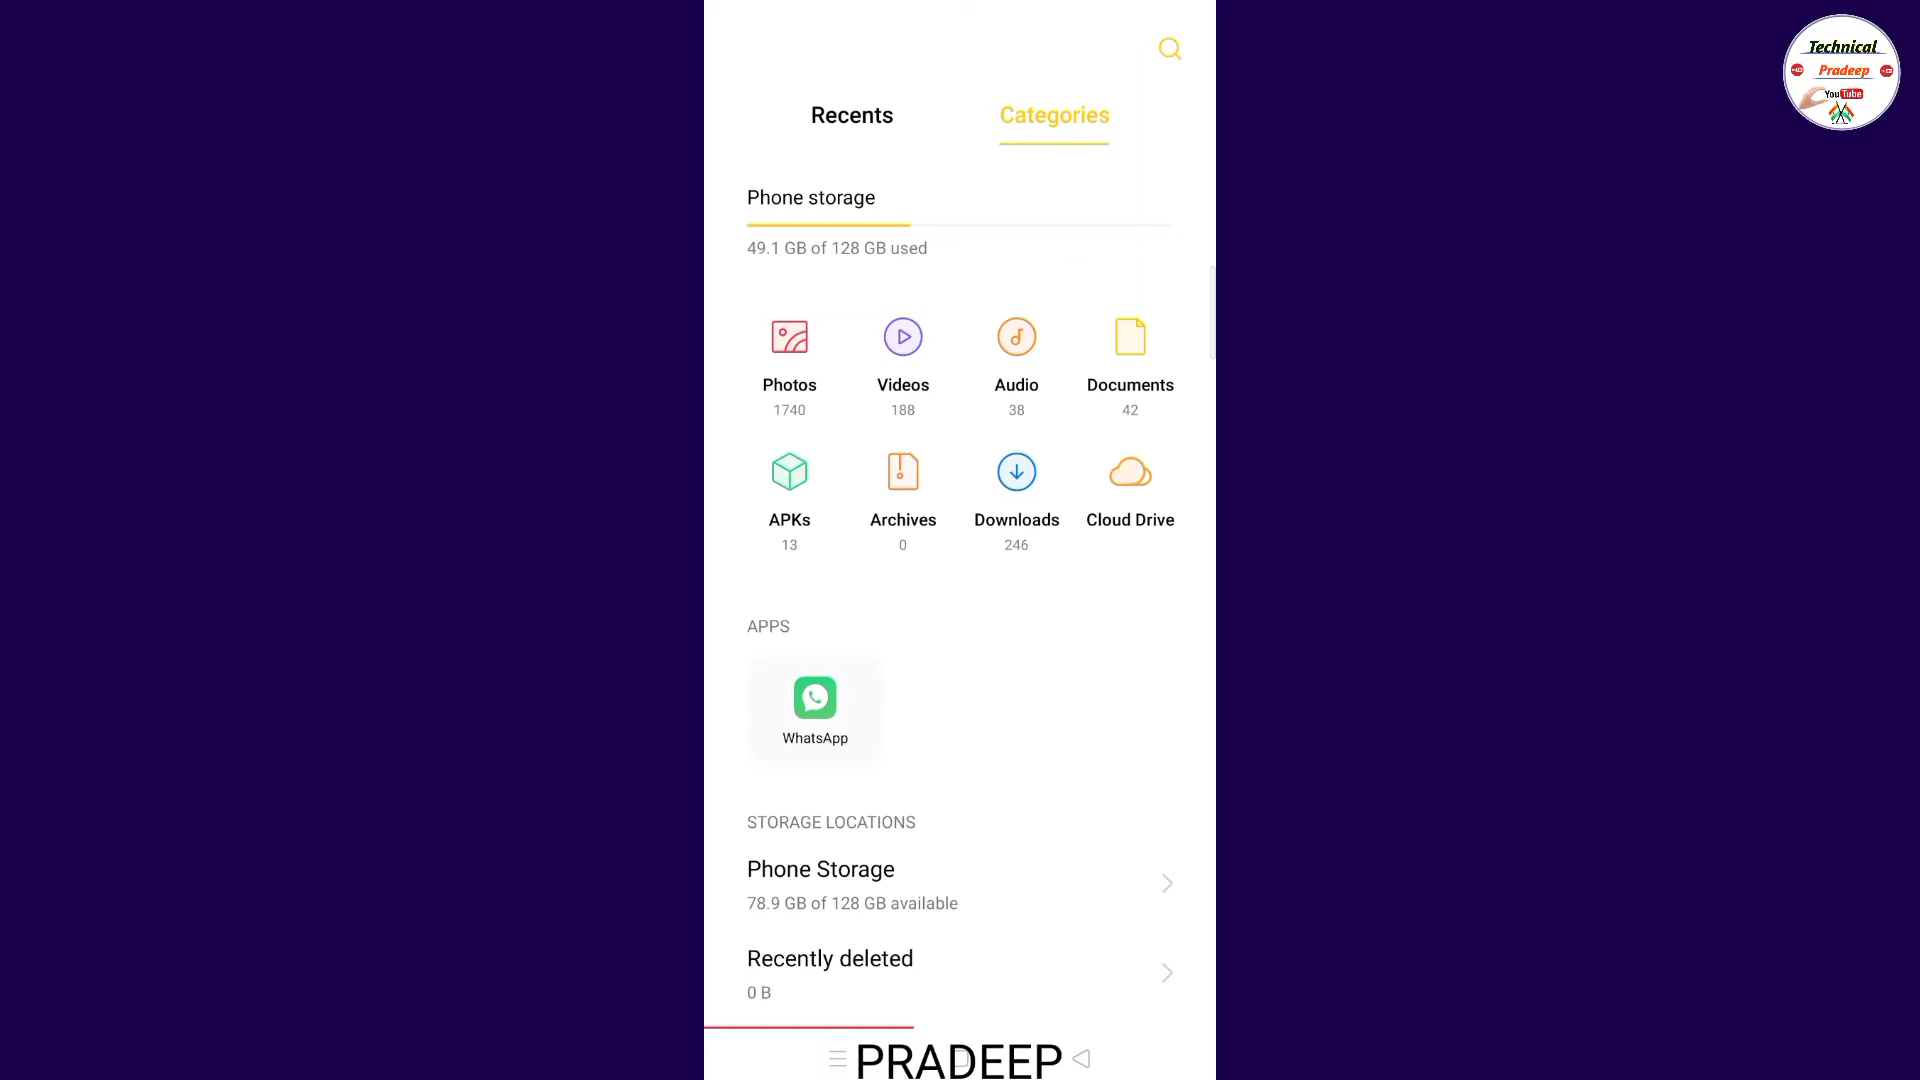 Technical
Pradeep
YouTube
Recents
Categories
Phone storage
49.1 GB of 128 GB used
Photos
Videos
Audio
Documents
1740
188
38
42
APKs
Archives
Downloads
Cloud Drive
13
0
246
APPS
WhatsApp
STORAGE LOCATIONS
Phone Storage
78.9 GB of 128 GB available
Recently deleted
0 B
PRADEEP